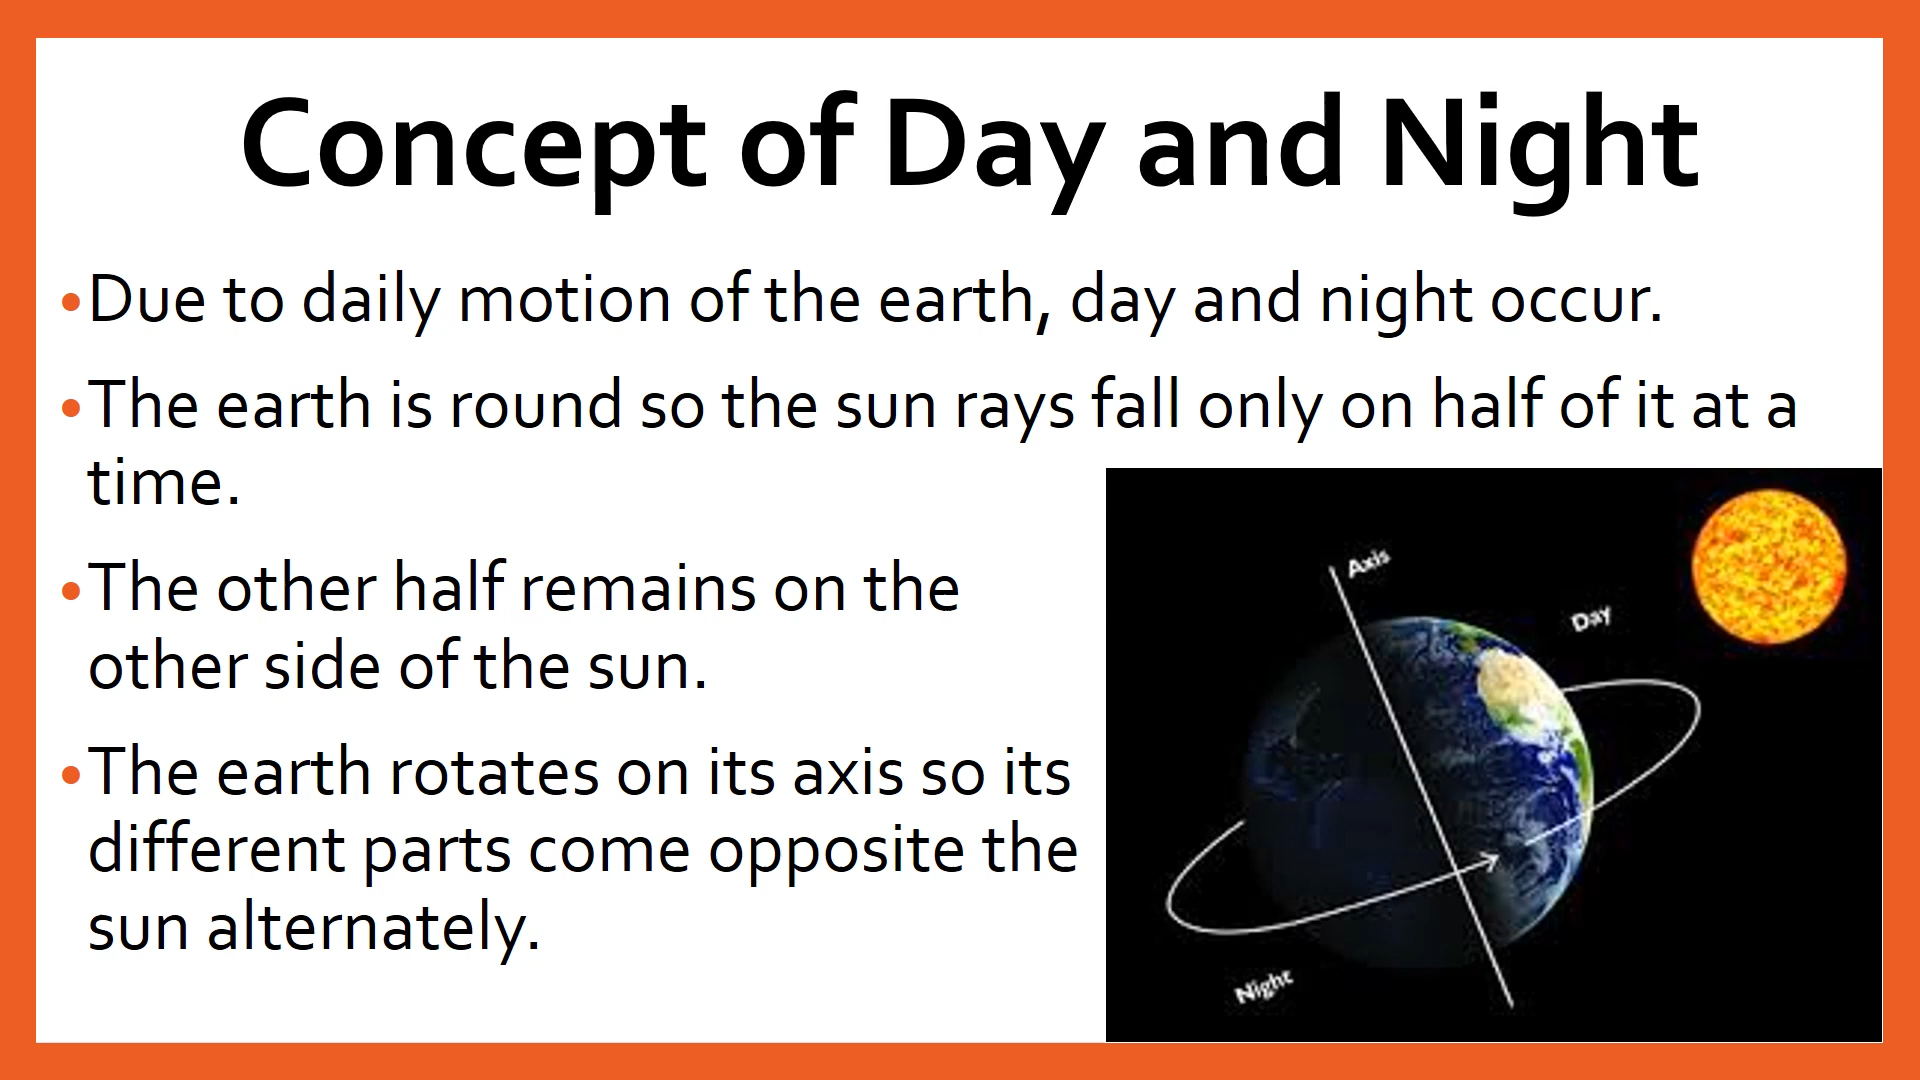 Concept of Day and Night
•Due to daily motion of the earth, day and night occur.
•The earth is round so the sun rays fall only on half of it at a
time.
•The other half remains on the
other side of the sun.
•The earth rotates on its axis so its
different parts come opposite the
sun alternately.
Axis
Day
Night